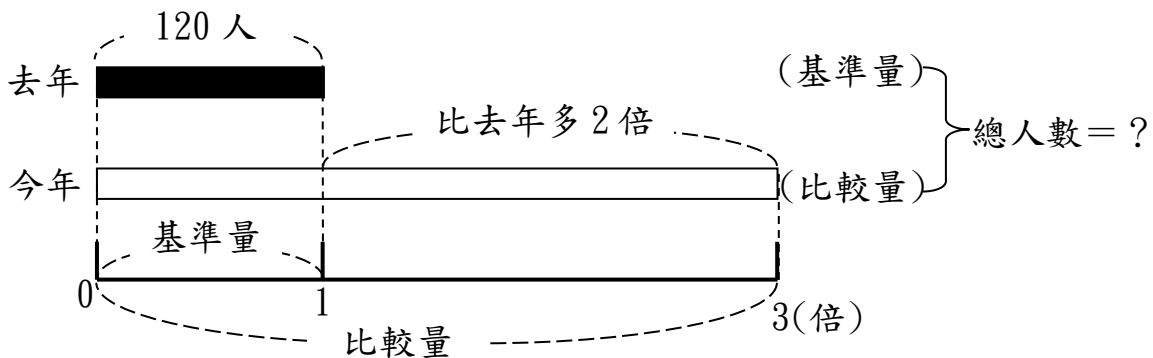 120 人
去年
(基準量)
比去年多 2 倍
總人數＝？
今年
(比較量)
基準量
0
1
3(倍)
比較量